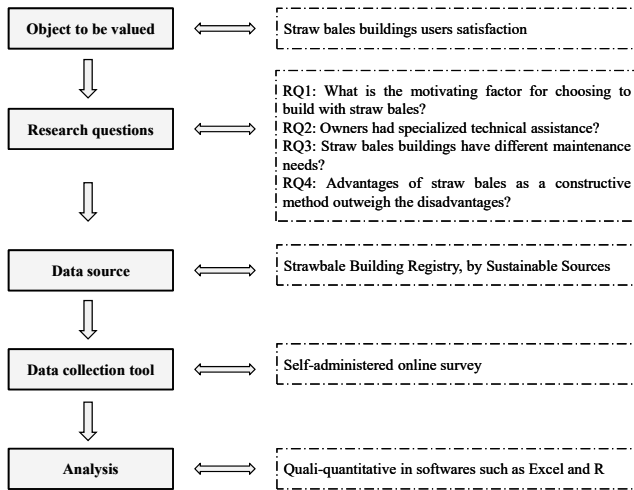 Object to be valued
Straw bales buildings users satisfaction
Research questions
RQ1: What is the motivating factor for choosing to
build with straw bales?
RQ2: Owners had specialized technical assistance?
RQ3: Straw bales buildings have different maintenance
needs?
RQ4: Advantages of straw bales as a constructive
method outweigh the disadvantages?
Data source
Strawbale Building Registry, by Sustainable Sources
Data collection tool
Self-administered online survey
Analysis
Quali-quantitative in softwares such as Excel and R